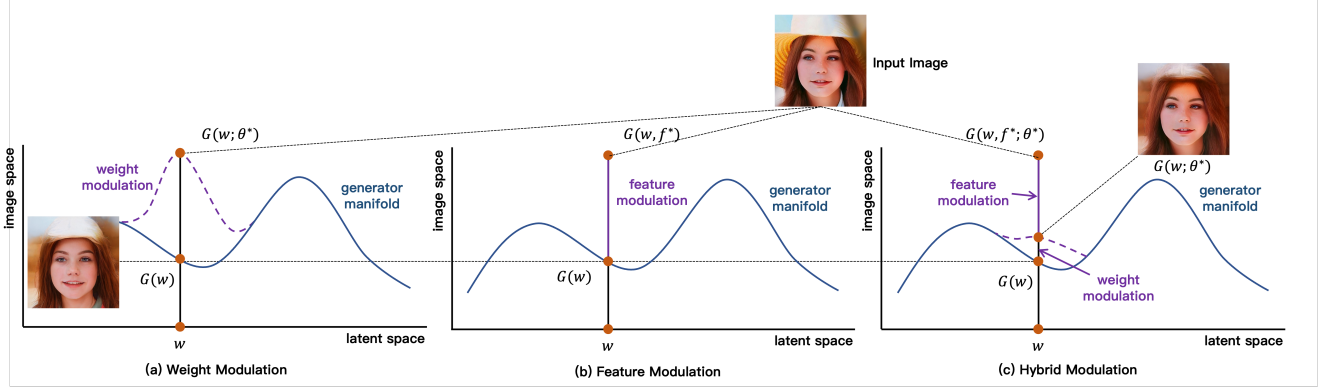 Input Image
G(w; θ*)
weight
modulation
generator
manifold
image space
G(w)
latent space
w
(a) Weight Modulation
G(w, f*)
feature
modulation
generator
manifold
image space
G(w)
latent space
w
(b) Feature Modulation
G(w, f*; θ*)
G(w; θ*)
feature
modulation
generator
manifold
image space
G(w)
weight
modulation
latent space
w
(c) Hybrid Modulation